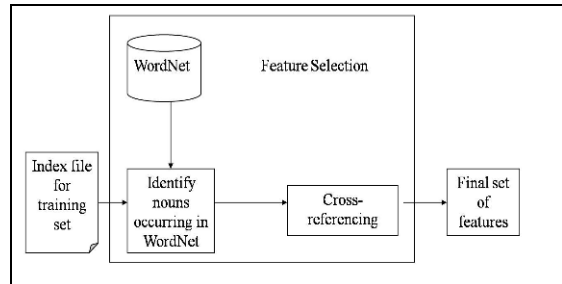 WordNet
Feature Selection
Index file
for
training
set
Identify
nouns
occurring in
WordNet
Cross-
referencing
Final set
of
features